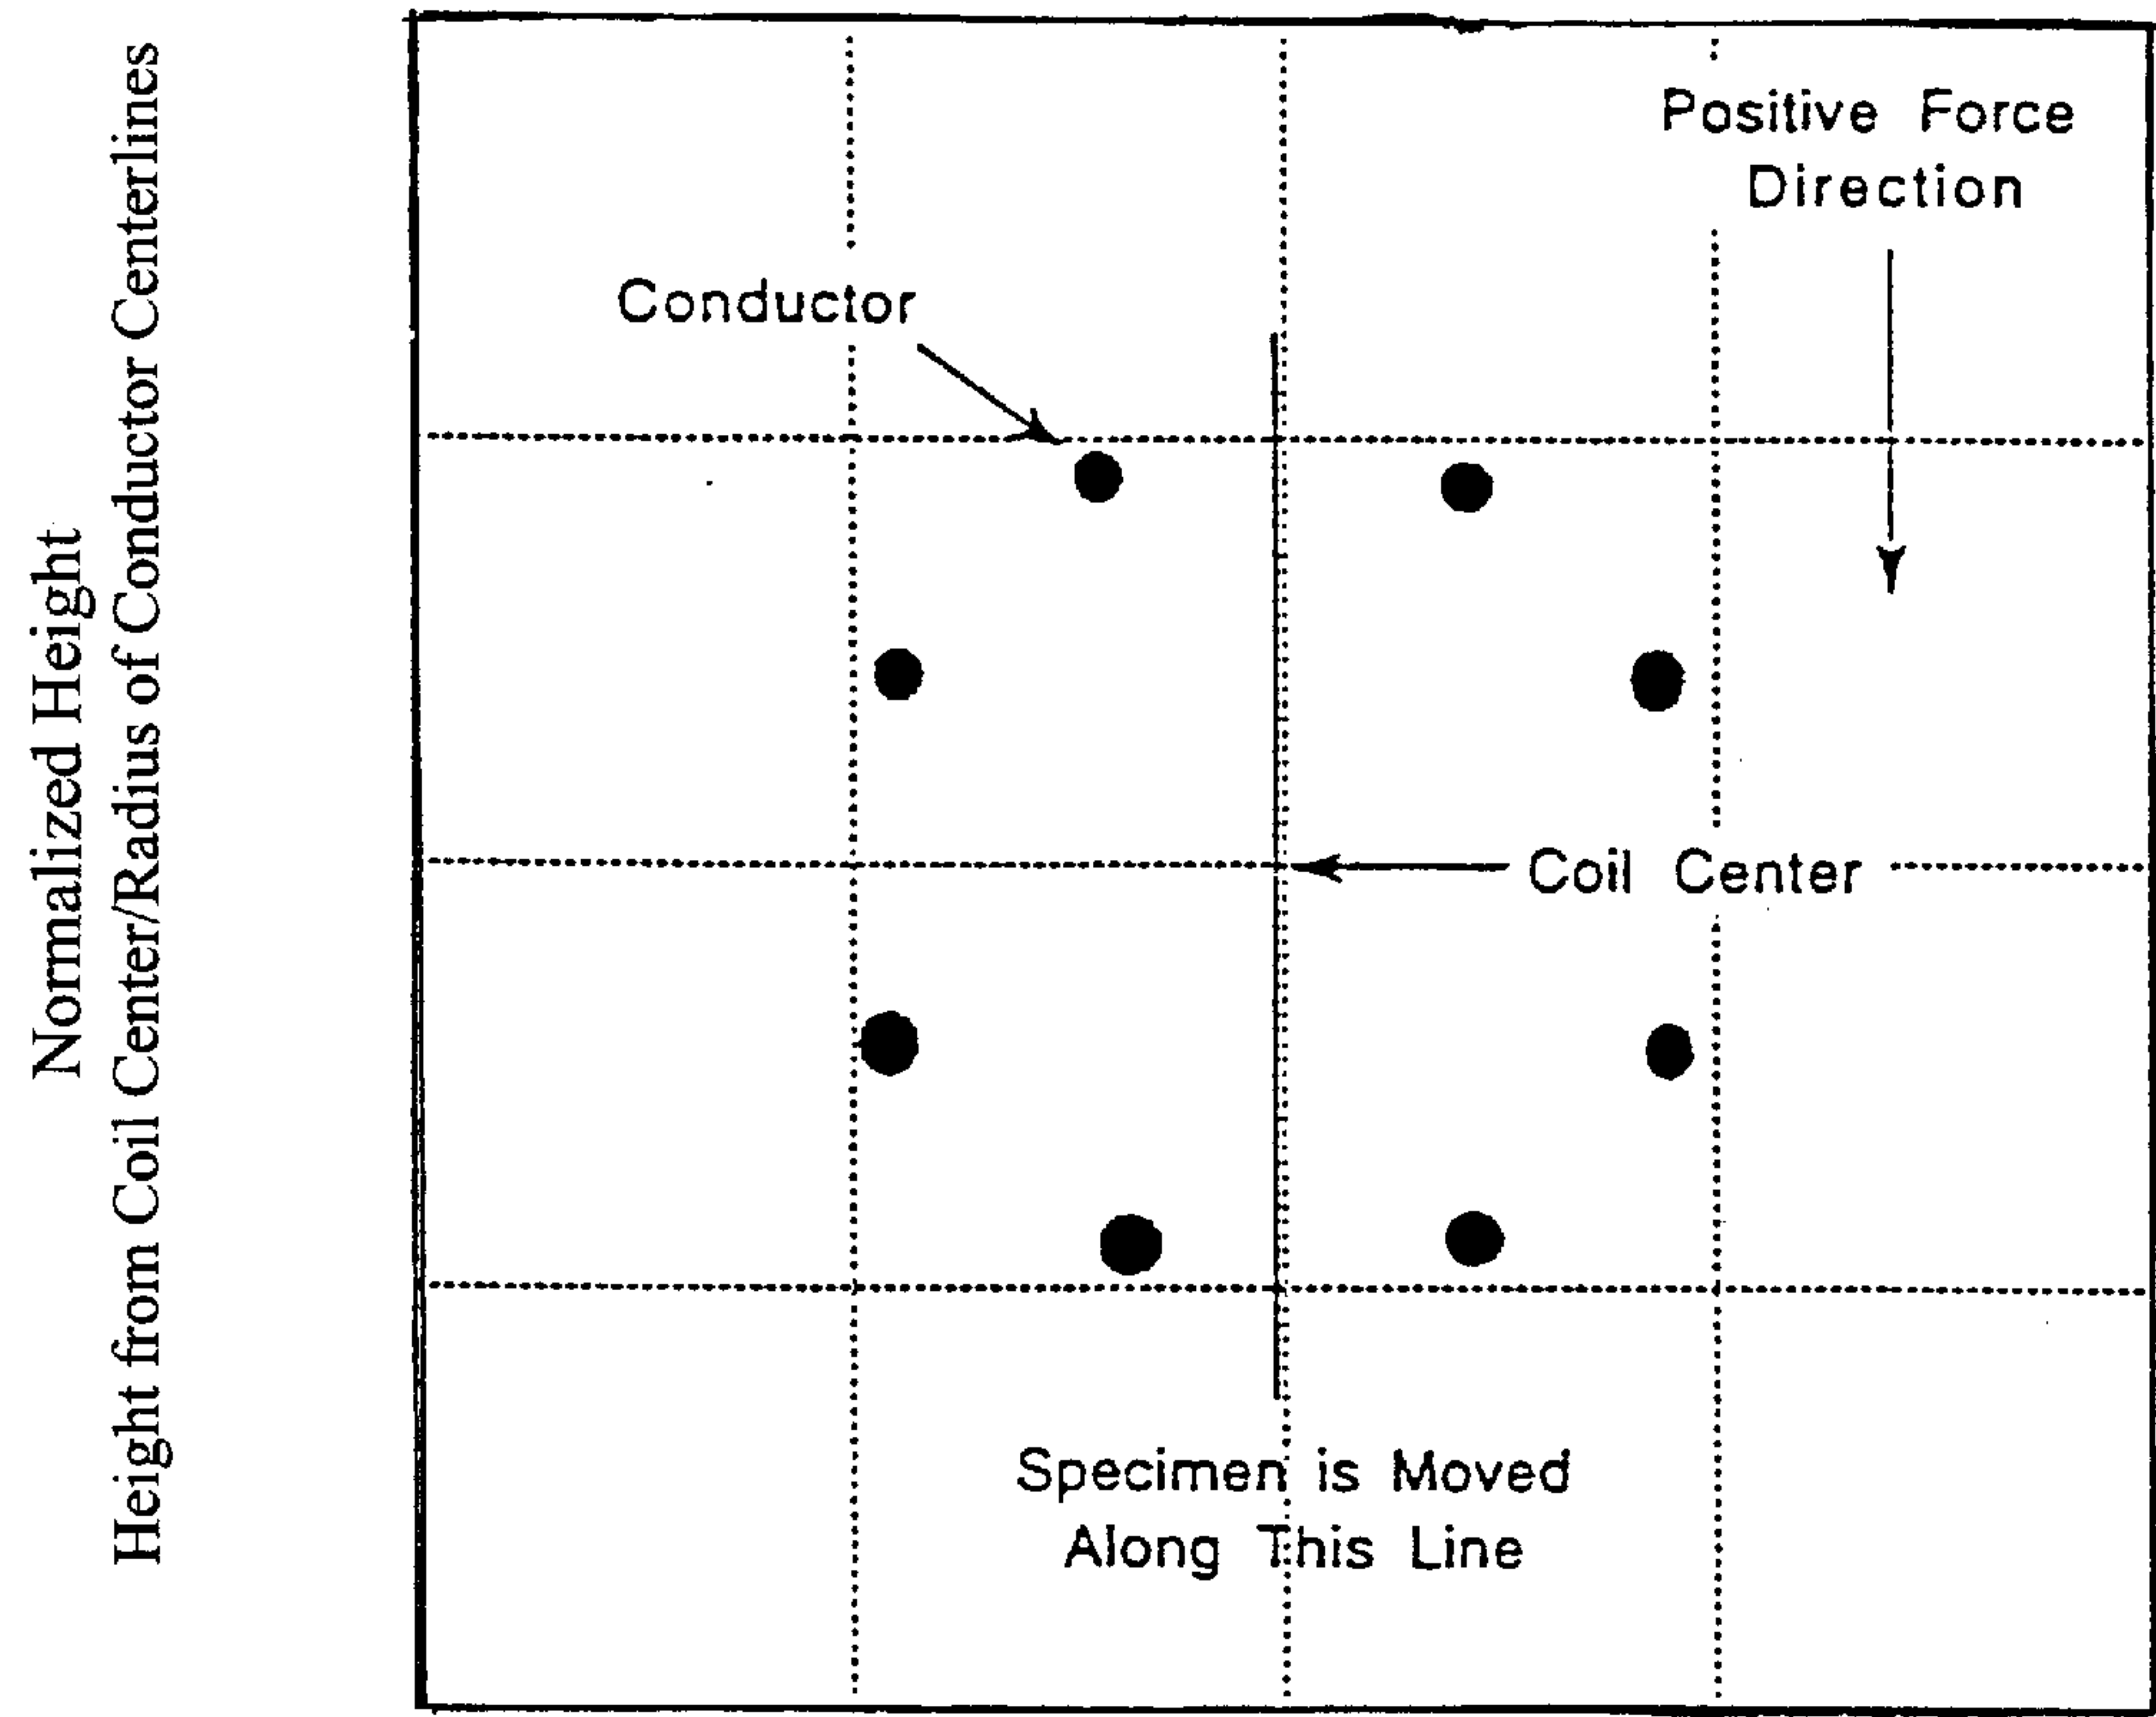 Normalized Height
Height from Coil Center/Radius of Conductor Centerlines
Positive Force
Direction
Conductor
Coil Center
Specimen is Moved
Along This Line